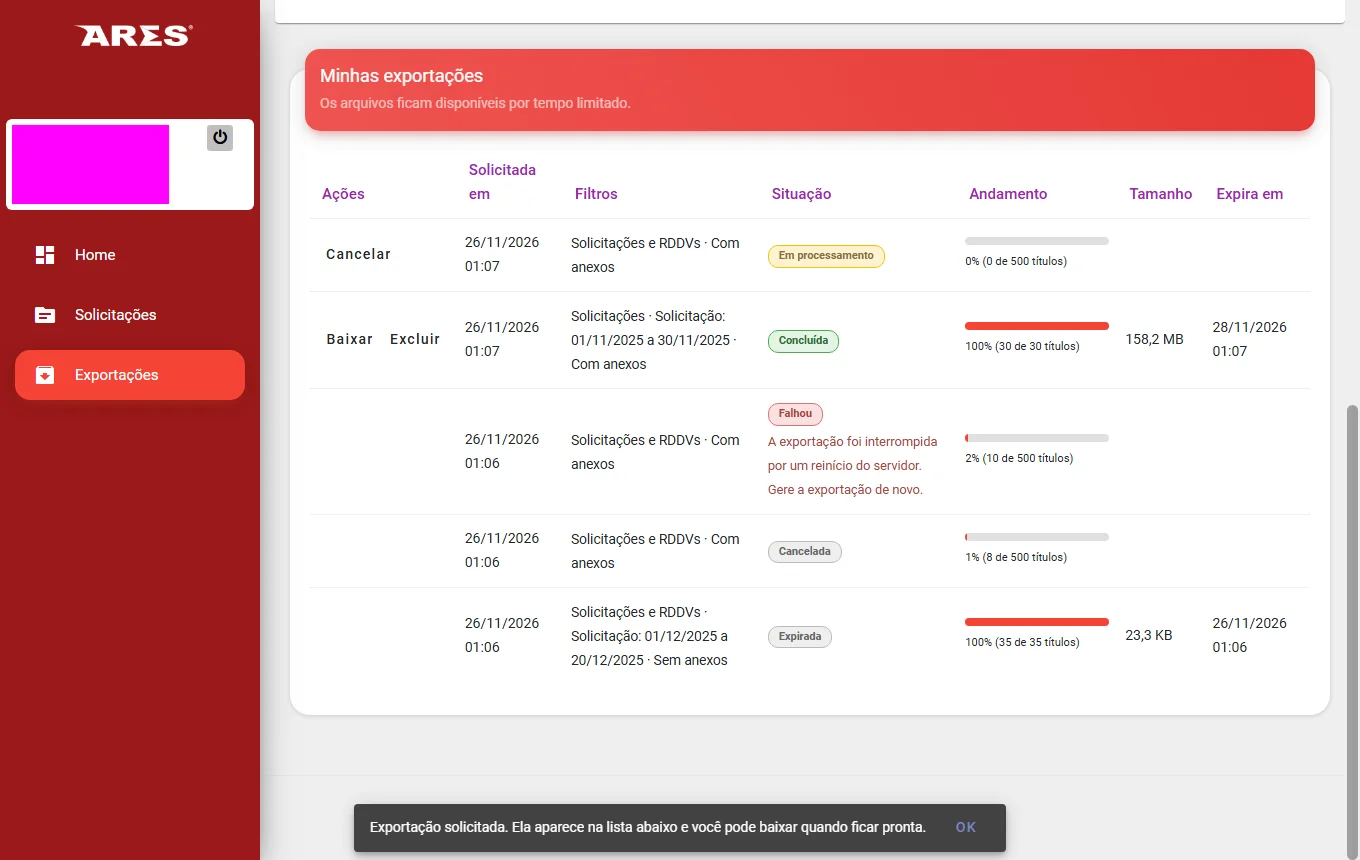 ARES
Home
Solicitações
Exportações
Minhas exportações
Os arquivos ficam disponíveis por tempo limitado.
Ações
Solicitada
em
Filtros
Situação
Andamento
Tamanho
Expira em
Cancelar
26/11/2026
01:07
Solicitações e RDDVs · Com
anexos
Em processamento
0% (0 de 500 títulos)
Baixar
Excluir
26/11/2026
01:07
Solicitações · Solicitação:
01/11/2025 a 30/11/2025 ·
Com anexos
Concluída
100% (30 de 30 títulos)
158,2 MB
28/11/2026
01:07
26/11/2026
01:06
Solicitações e RDDVs · Com
anexos
Falhou
A exportação foi interrompida
por um reinício do servidor.
Gere a exportação de novo.
2% (10 de 500 títulos)
26/11/2026
01:06
Solicitações e RDDVs · Com
anexos
Cancelada
1% (8 de 500 títulos)
26/11/2026
01:06
Solicitações e RDDVs ·
Solicitação: 01/12/2025 a
20/12/2025 · Sem anexos
Expirada
100% (35 de 35 títulos)
23,3 KB
26/11/2026
01:06
Exportação solicitada. Ela aparece na lista abaixo e você pode baixar quando ficar pronta.
OK